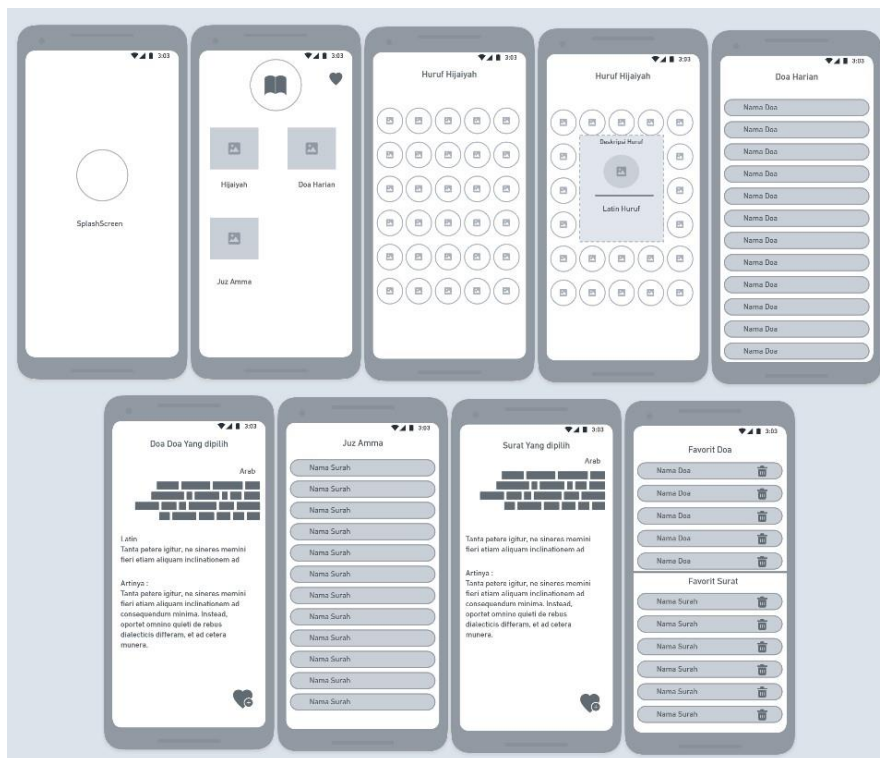 3:03
SplashScreen
3:03
Hijaiyah
Doa Harian
Juz Amma
3:03
Huruf Hijaiyah
3:03
Huruf Hijaiyah
Deskripsi Huruf
Latin Huruf
3:03
Doa Harian
Nama Doa
Nama Doa
Nama Doa
Nama Doa
Nama Doa
Nama Doa
Nama Doa
Nama Doa
Nama Doa
Nama Doa
Nama Doa
Nama Doa
3:03
Doa Doa Yang dipilih
Arab
Latin
Tanta petere igitur, ne sineres memini
fieri etiam aliquam inclinationem ad
Artinya :
Tanta petere igitur, ne sineres memini
fieri etiam aliquam inclinationem ad
consequendum minima. Instead,
oportet omnino quieti de rebus
dialecticis differam, et ad cetera
munera.
3:03
Juz Amma
Nama Surah
Nama Surah
Nama Surah
Nama Surah
Nama Surah
Nama Surah
Nama Surah
Nama Surah
Nama Surah
Nama Surah
Nama Surah
Nama Surah
3:03
Surat Yang dipilih
Arab
Tanta petere igitur, ne sineres memini
fieri etiam aliquam inclinationem ad
Artinya :
Tanta petere igitur, ne sineres memini
fieri etiam aliquam inclinationem ad
consequendum minima. Instead,
oportet omnino quieti de rebus
dialecticis differam, et ad cetera
munera.
3:03
Favorit Doa
Nama Doa
Nama Doa
Nama Doa
Nama Doa
Nama Doa
Favorit Surat
Nama Surah
Nama Surah
Nama Surah
Nama Surah
Nama Surah
Nama Surah